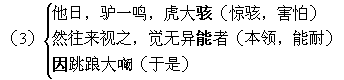 他日，驴一鸣，虎大骇（惊骇，害怕）
（3）然往来视之，觉无异能者（本领，能耐）
因跳踉大㘎（于是）